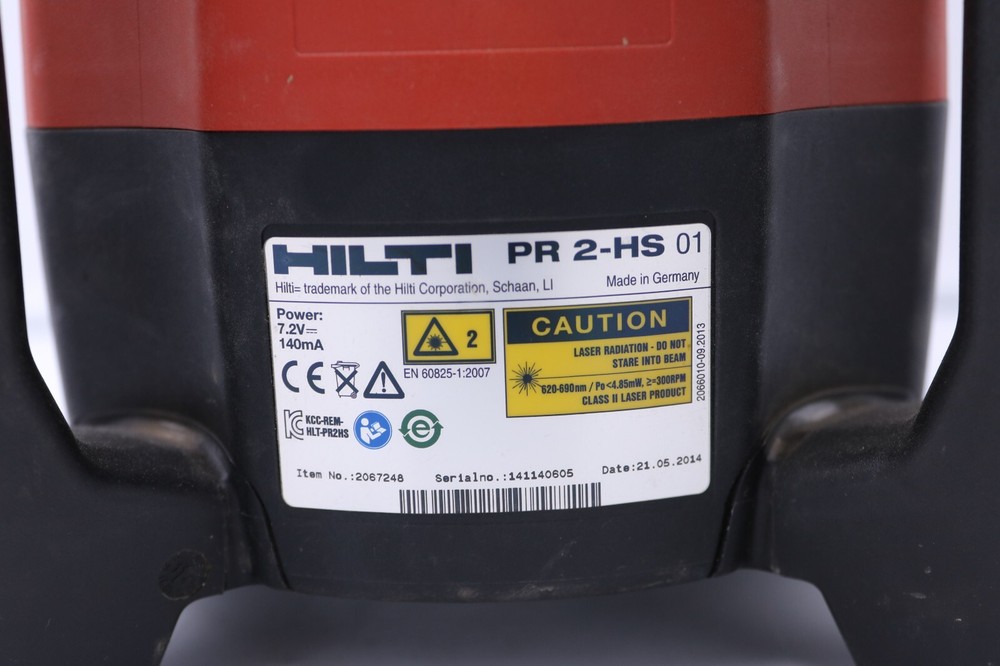 HILTI PR 2-HS 01
Hilti= trademark of the Hilti Corporation, Schaan, LI Made in Germany
Power:
7.2V⎓
140mA
2
EN 60825-1:2007
CAUTION
LASER RADIATION - DO NOT
STARE INTO BEAM
620-690nm / Po<4.85mW, ≥=300RPM
CLASS II LASER PRODUCT
2066010-09.2013
CE
KCC-REM-
HLT-PR2HS
e
Item No.:2067248 Serialno.:141140605 Date:21.05.2014